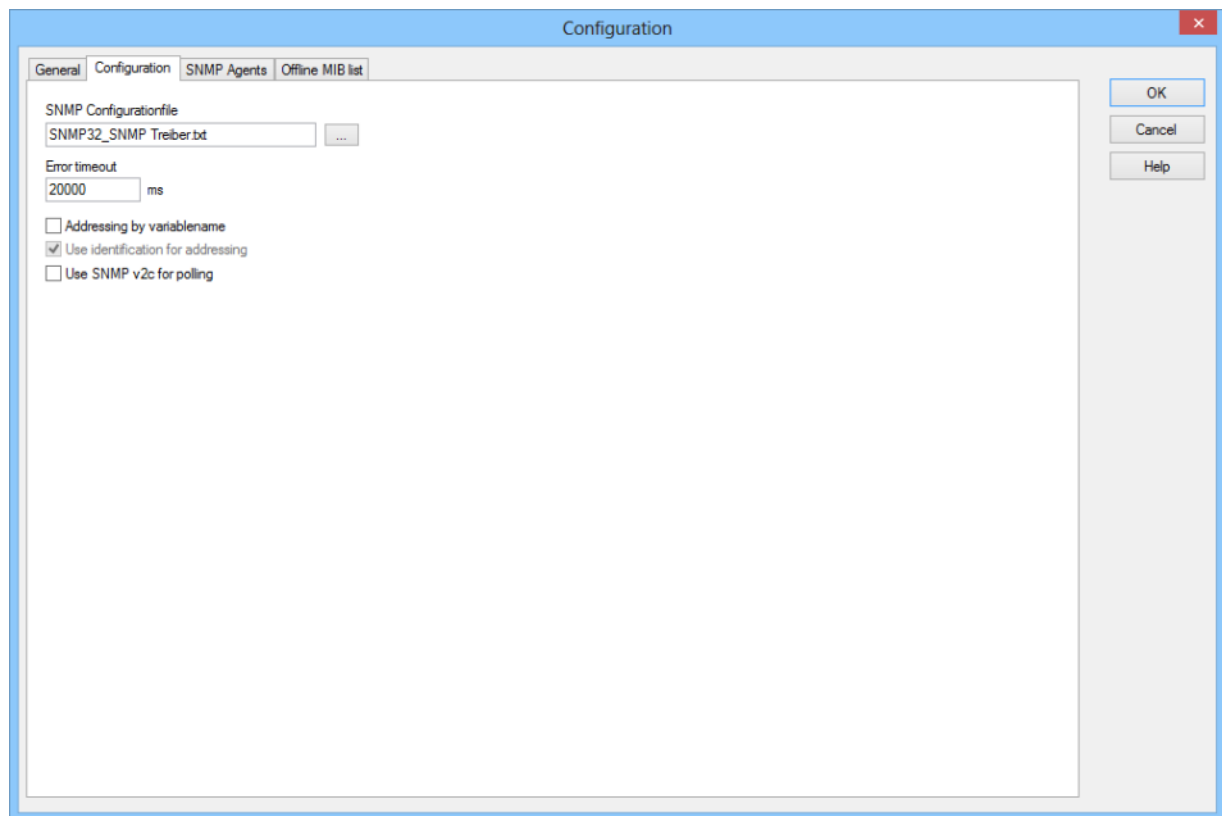 Configuration
General Configuration SNMP Agents Offline MIB list
OK
Cancel
Help
SNMP Configurationfile
SNMP32_SNMP Treiber.txt ...
Error timeout
20000 ms
Addressing by variablename
Use identification for addressing
Use SNMP v2c for polling